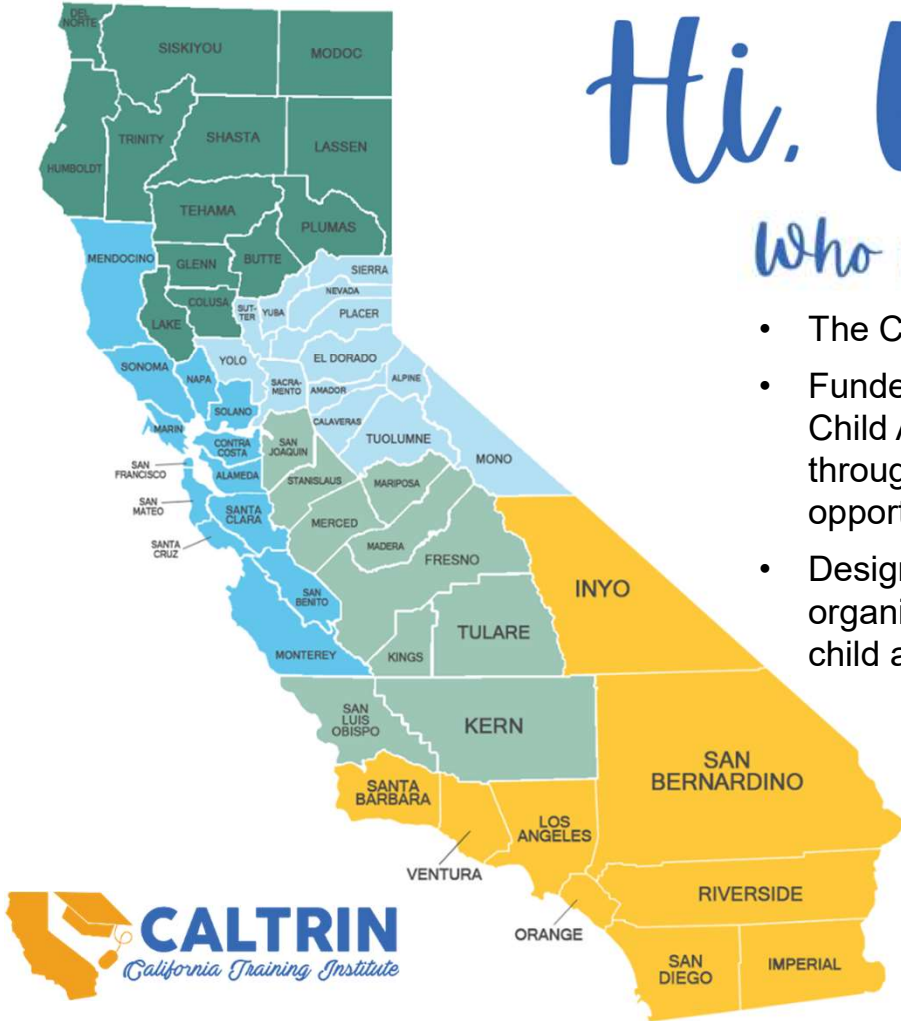 Hi,
Who
• The C
• Funde
Child A
throug
opport
• Design
organi
child a
DEL
NORTE
SISKIYOU
MODOC
HUMBOLDT
TRINITY
SHASTA
LASSEN
TEHAMA
PLUMAS
MENDOCINO
GLENN
BUTTE
SIERRA
NEVADA
COLUSA
LAKE
SUT-
TER
YUBA
PLACER
SONOMA
NAPA
YOLO
EL DORADO
SACRA-
MENTO
AMADOR
ALPINE
SOLANO
MARIN
CALAVERAS
TUOLUMNE
MONO
SAN
FRANCISCO
CONTRA
COSTA
SAN
JOAQUIN
ALAMEDA
STANISLAUS
MARIPOSA
SAN
MATEO
SANTA
CLARA
MERCED
SANTA
CRUZ
MADERA
FRESNO
INYO
SAN
BENITO
TULARE
MONTEREY
KINGS
SAN
LUIS
OBISPO
KERN
SAN
BERNARDINO
SANTA
BARBARA
LOS
ANGELES
VENTURA
RIVERSIDE
ORANGE
SAN
DIEGO
IMPERIAL
CALTRIN
California Training Institute